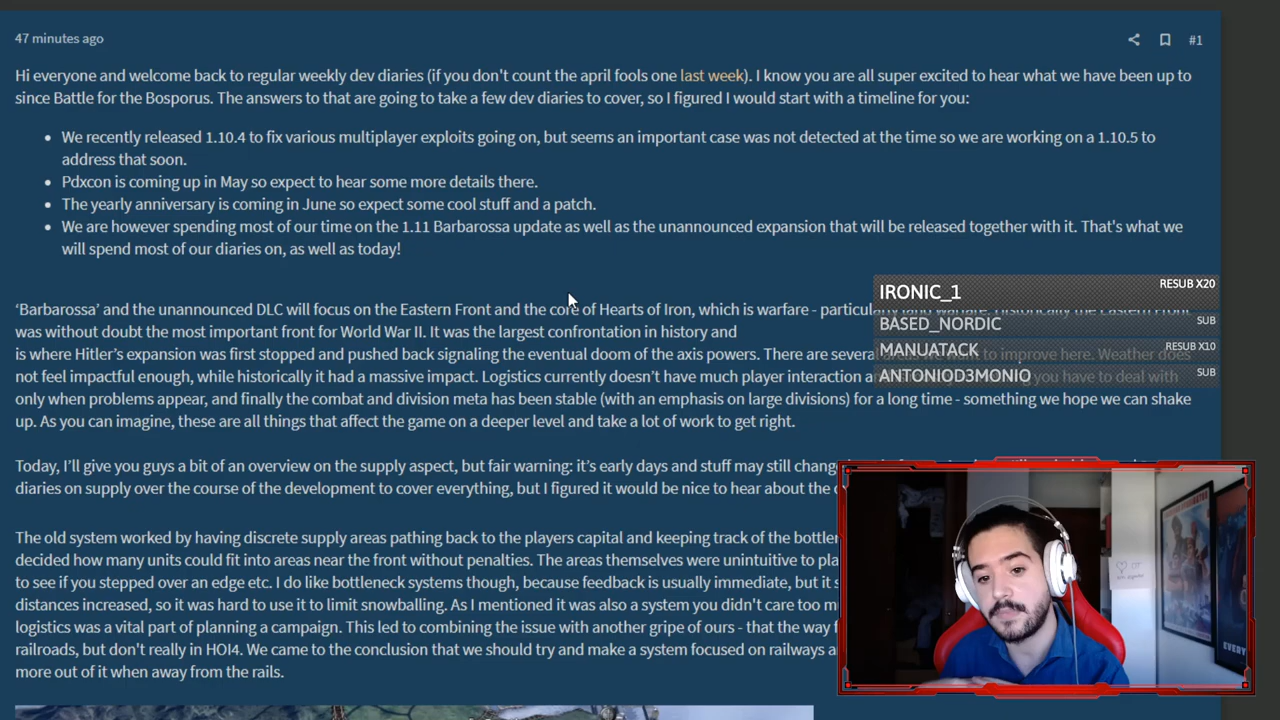 47 minutes ago
#1
Hi everyone and welcome back to regular weekly dev diaries (if you don't count the april fools one last week). I know you are all super excited to hear what we have been up to
since Battle for the Bosporus. The answers to that are going to take a few dev diaries to cover, so I figured I would start with a timeline for you:
• We recently released 1.10.4 to fix various multiplayer exploits going on, but seems an important case was not detected at the time so we are working on a 1.10.5 to
address that soon.
• Pdxcon is coming up in May so expect to hear some more details there.
• The yearly anniversary is coming in June so expect some cool stuff and a patch.
• We are however spending most of our time on the 1.11 Barbarossa update as well as the unannounced expansion that will be released together with it. That's what we
will spend most of our diaries on, as well as today!
IRONIC_1 RESUB X20
BASED_NORDIC SUB
MANUATACK RESUB X10
ANTONIOD3MONIO SUB
‘Barbarossa’ and the unannounced DLC will focus on the Eastern Front and the core of Hearts of Iron, which is warfare - particularly land warfare. Historically the Eastern Front
was without doubt the most important front for World War II. It was the largest confrontation in history and
is where Hitler’s expansion was first stopped and pushed back signaling the eventual doom of the axis powers. There are several areas we want to improve here. Weather does
not feel impactful enough, while historically it had a massive impact. Logistics currently doesn’t have much player interaction you have to deal with
only when problems appear, and finally the combat and division meta has been stable (with an emphasis on large divisions) for a long time - something we hope we can shake
up. As you can imagine, these are all things that affect the game on a deeper level and take a lot of work to get right.
Today, I’ll give you guys a bit of an overview on the supply aspect, but fair warning: it’s early days and stuff may still change
diaries on supply over the course of the development to cover everything, but I figured it would be nice to hear about the
The old system worked by having discrete supply areas pathing back to the players capital and keeping track of the
decided how many units could fit into areas near the front without penalties. The areas themselves were unintuitive to
to see if you stepped over an edge etc. I do like bottleneck systems though, because feedback is usually immediate, but it
distances increased, so it was hard to use it to limit snowballing. As I mentioned it was also a system you didn't care too
logistics was a vital part of planning a campaign. This led to combining the issue with another gripe of ours - that the way
railroads, but don't really in HOI4. We came to the conclusion that we should try and make a system focused on railways
more out of it when away from the rails.